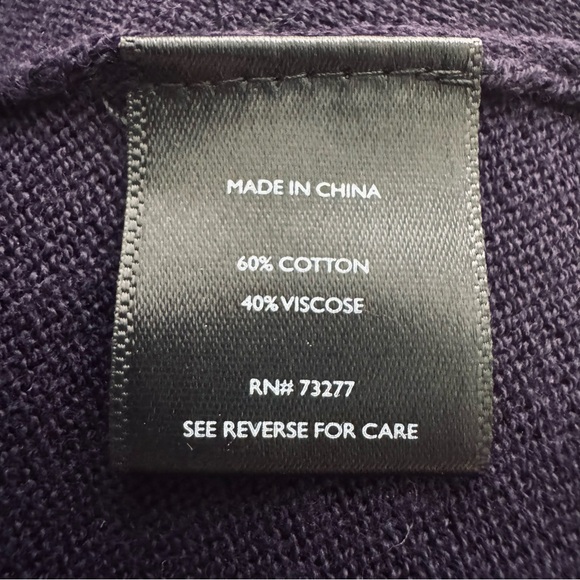 MADE IN CHINA
60% COTTON
40% VISCOSE
RN# 73277
SEE REVERSE FOR CARE